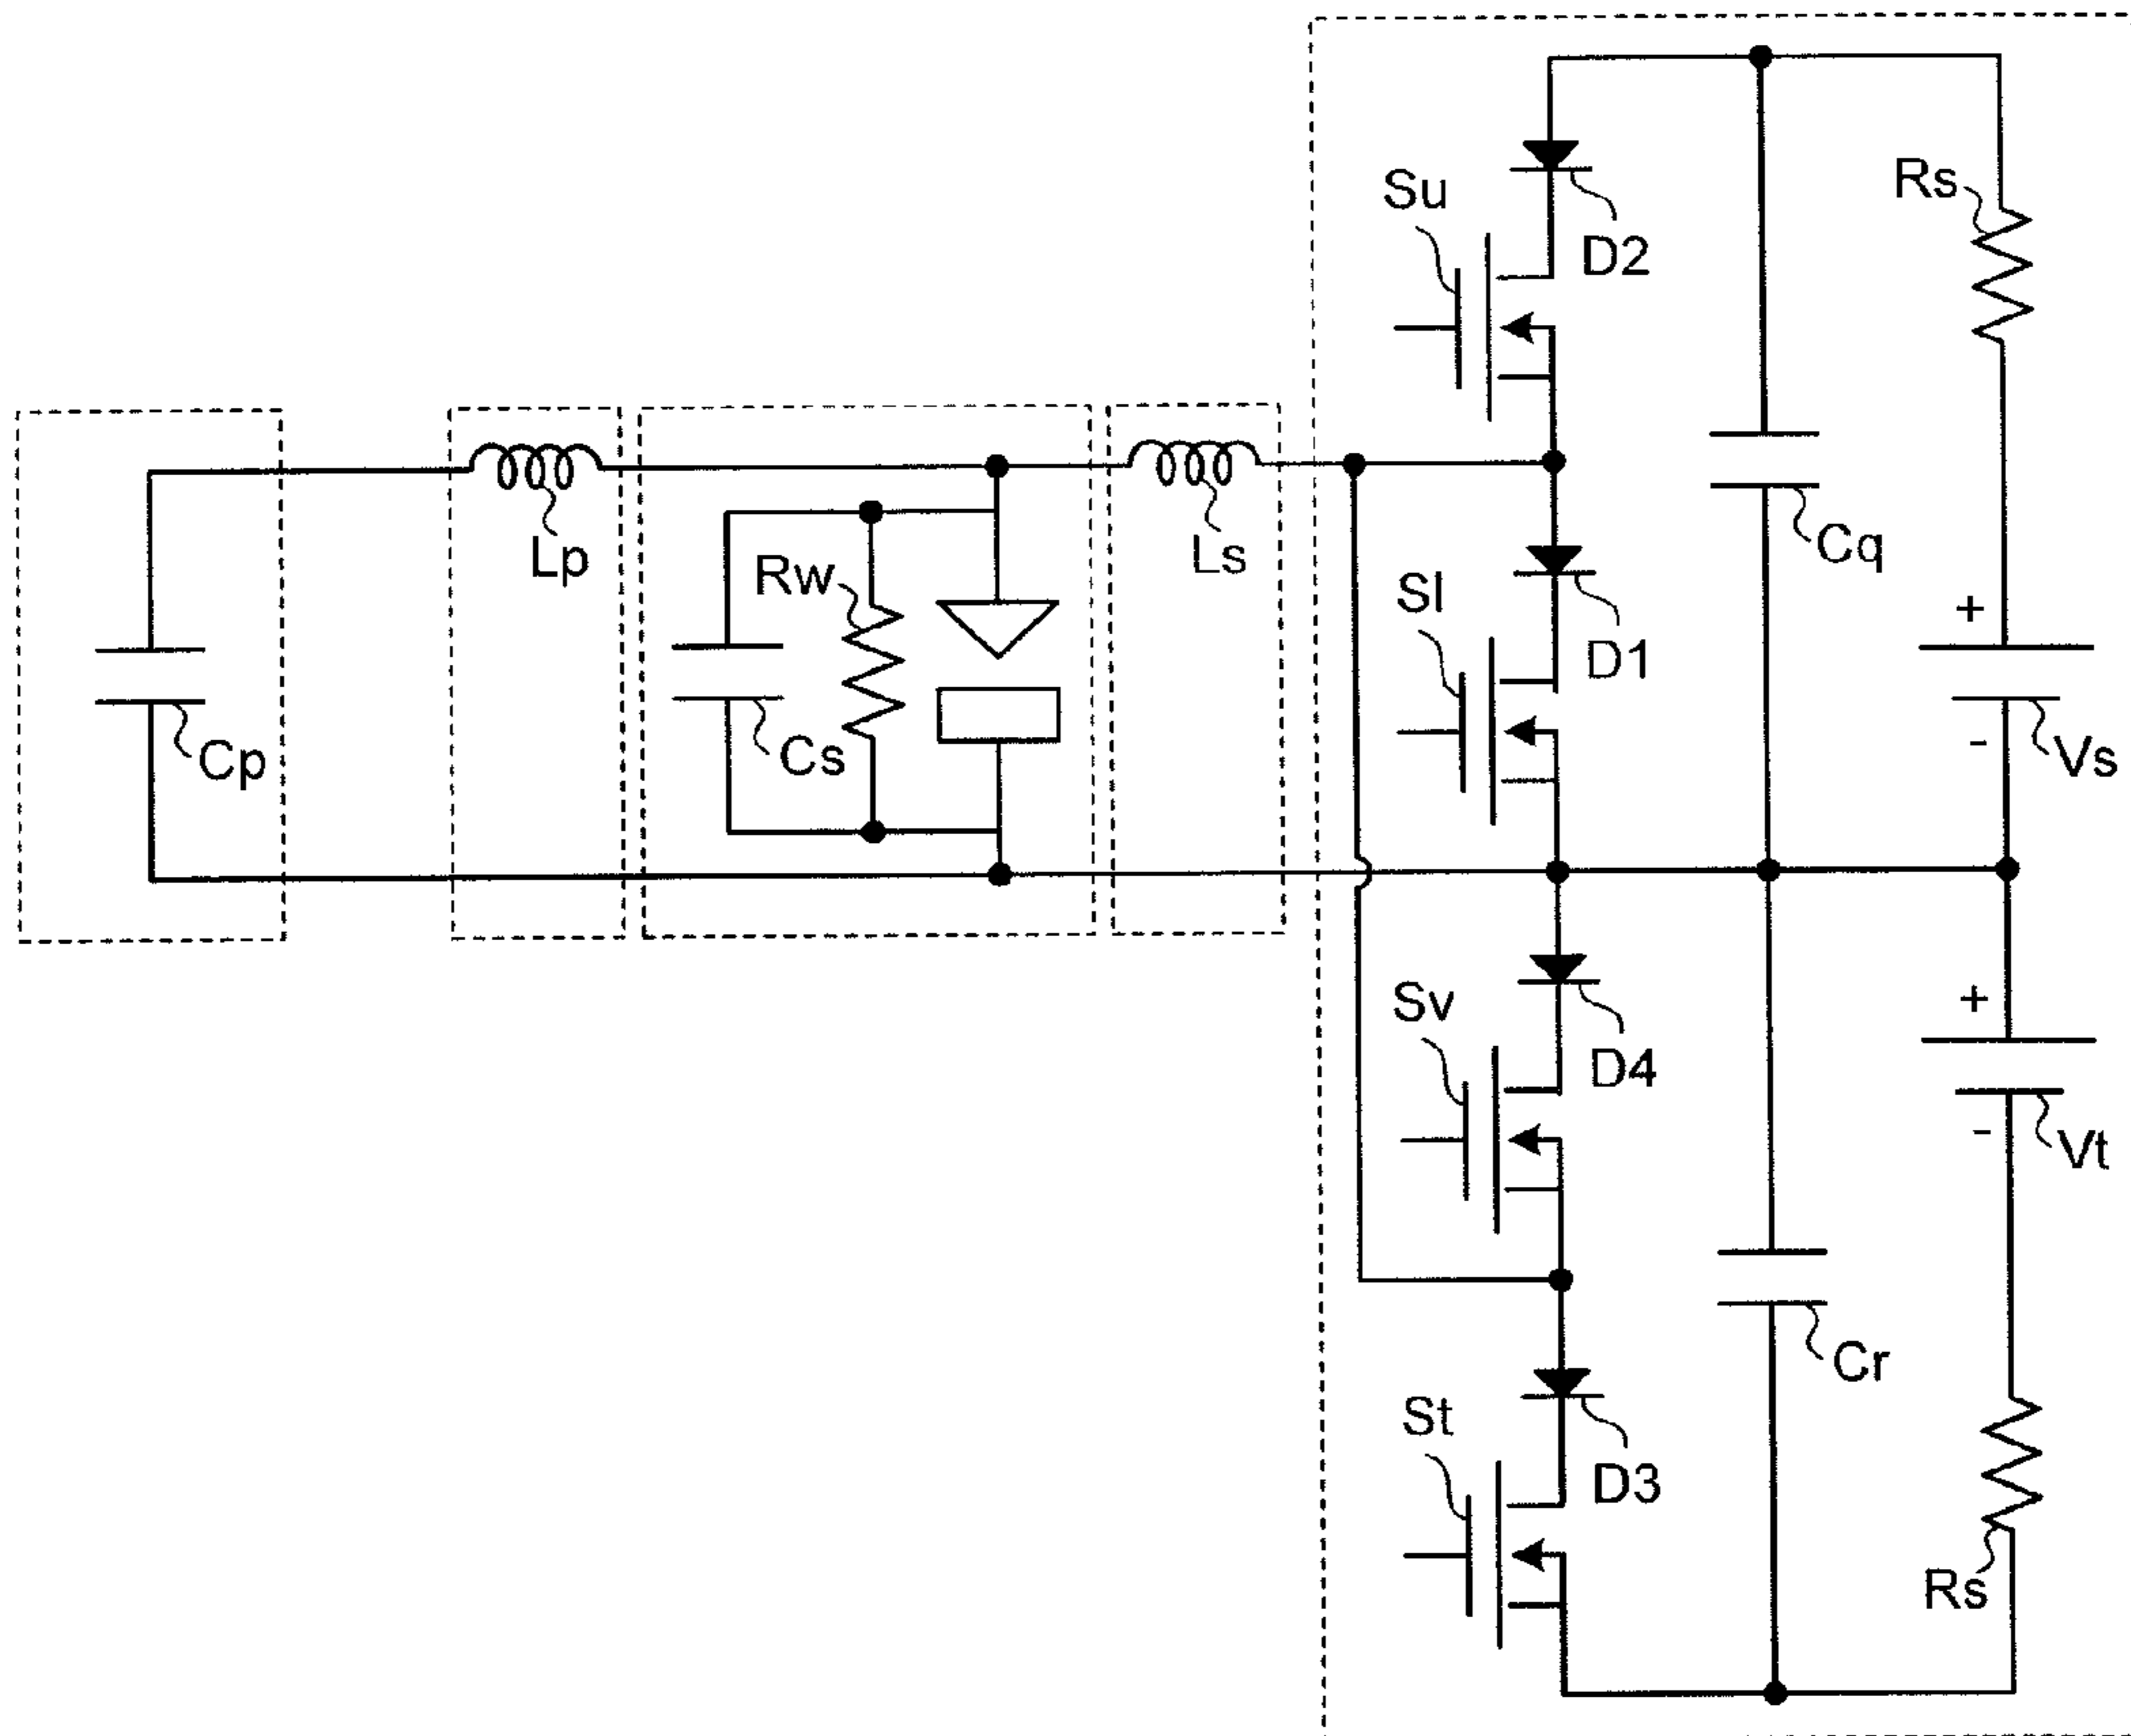 Su
D2
Rs
Lp
Rw
Ls
Sl
D1
Cq
+
Cp
Cs
-
Vs
Sv
D4
+
-
Vt
St
D3
Cr
Rs